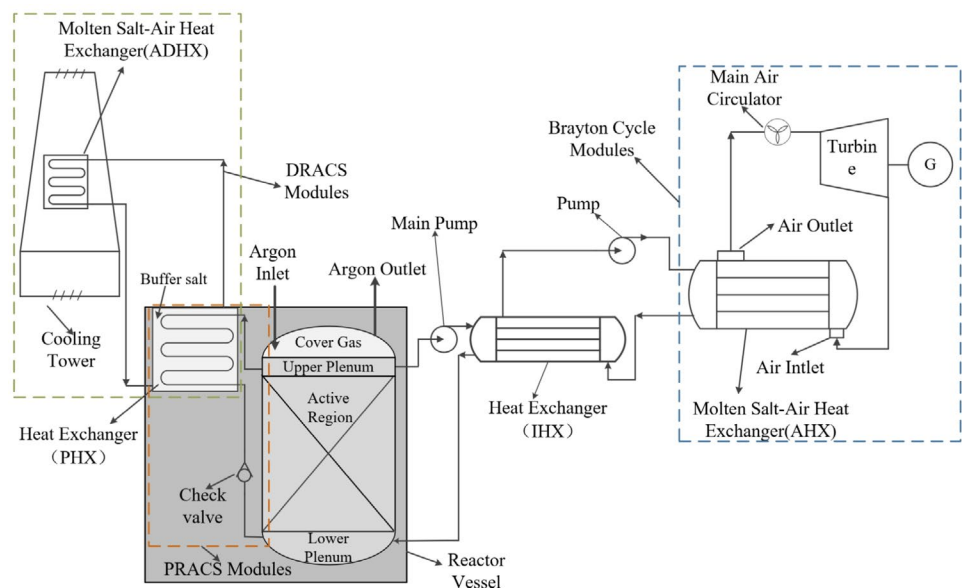 Molten Salt-Air Heat
Exchanger(ADHX)
DRACS
Modules
Cooling
Tower
Buffer salt
Heat Exchanger
（PHX）
Check
valve
PRACS Modules
Argon
Inlet
Argon Outlet
Cover Gas
Upper Plenum
Active
Region
Lower
Plenum
Reactor
Vessel
Main Pump
Heat Exchanger
（IHX）
Pump
Brayton Cycle
Modules
Main Air
Circulator
Turbin
e
G
Air Outlet
Air Intlet
Molten Salt-Air Heat
Exchanger(AHX)